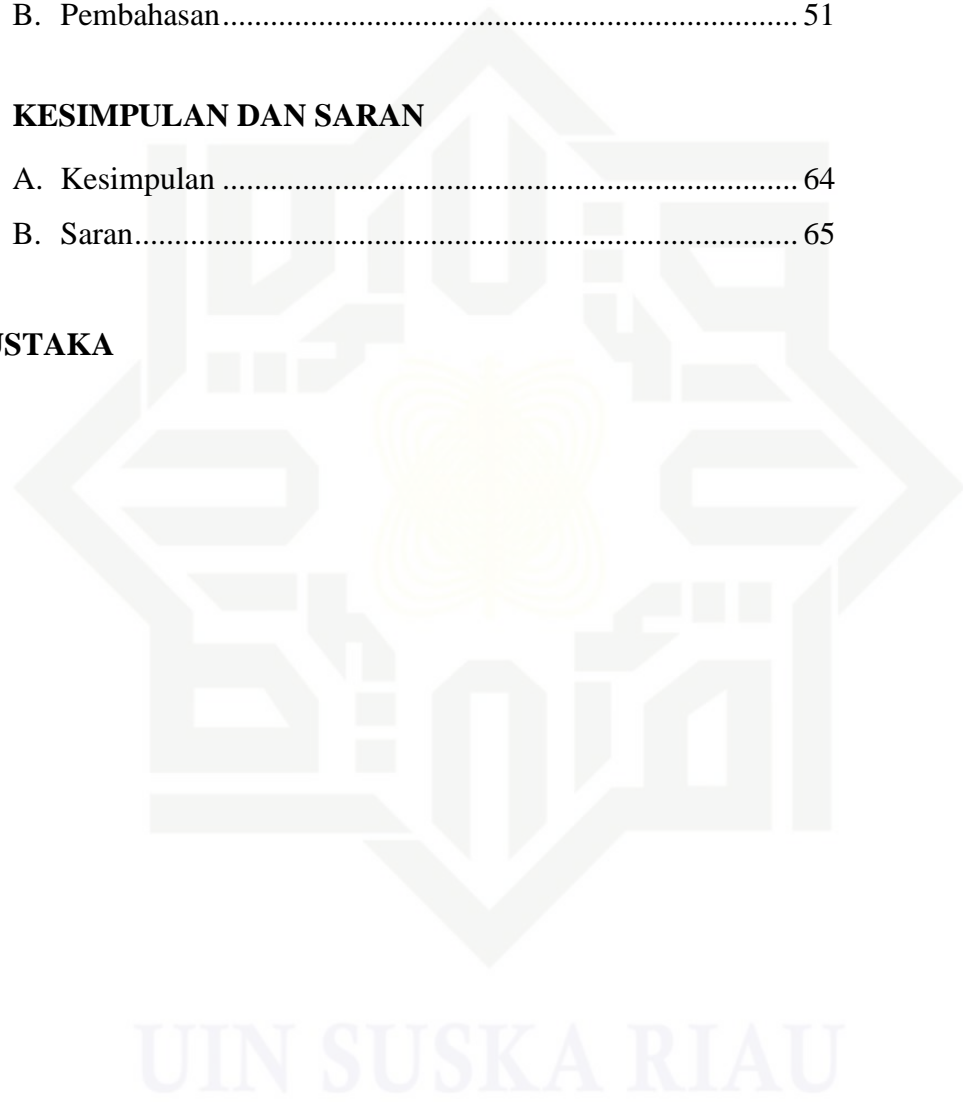 B. Pembahasan........................................................................ 51
KESIMPULAN DAN SARAN
A. Kesimpulan ........................................................................ 64
B. Saran................................................................................... 65
USTAKA
UIN SUSKA RIAU